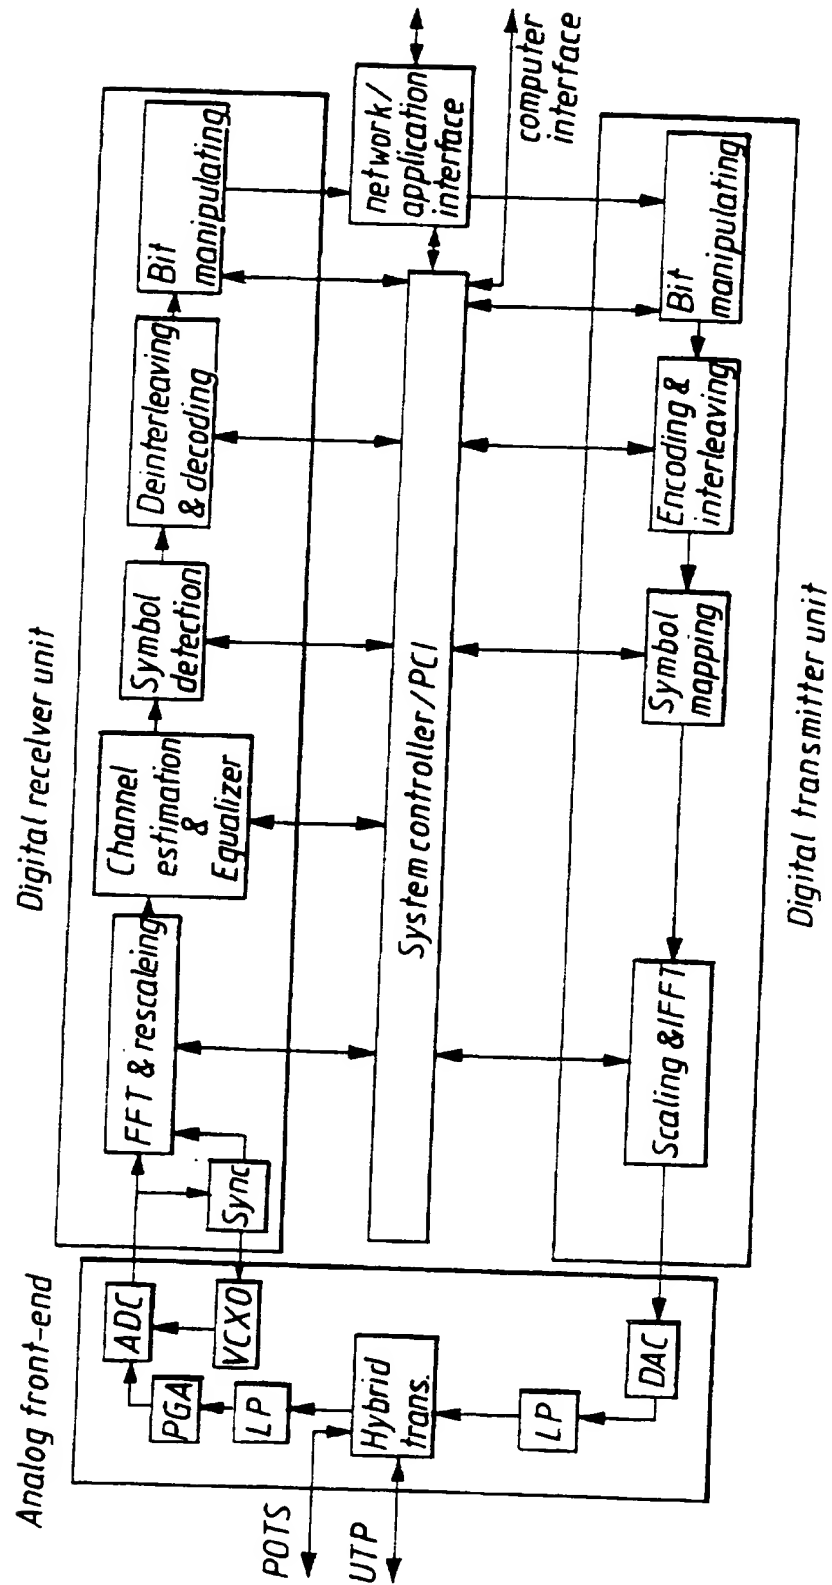 Analog front-end
Digital receiver unit
ADC
FFT & rescaleing
Channel
estimation
&
Equalizer
Symbol
detection
Deinterleaving
& decoding
Bit
manipulating
PGA
VCXO
Sync
LP
POTS
UTP
Hybrid
trans.
System controller/PCI
network/
application
interface
computer
interface
LP
DAC
Scaling &IFFT
Symbol
mapping
Encoding &
interleaving
Bit
manipulating
Digital transmitter unit